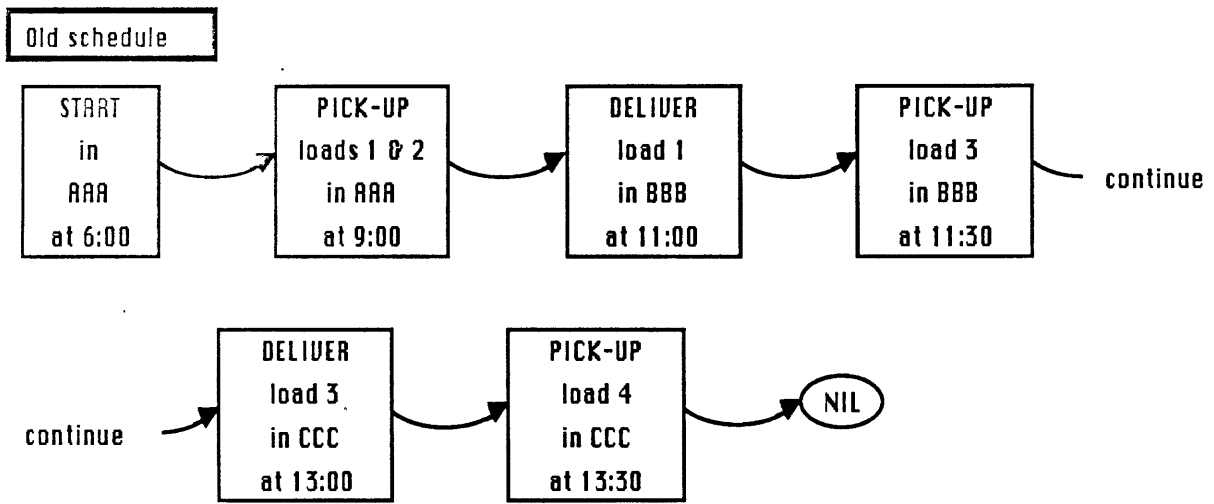 Old schedule
START
in
AAA
at 6:00
PICK-UP
loads 1 & 2
in AAA
at 9:00
DELIVER
load 1
in BBB
at 11:00
PICK-UP
load 3
in BBB
at 11:30
continue
continue
DELIVER
load 3
in CCC
at 13:00
PICK-UP
load 4
in CCC
at 13:30
NIL